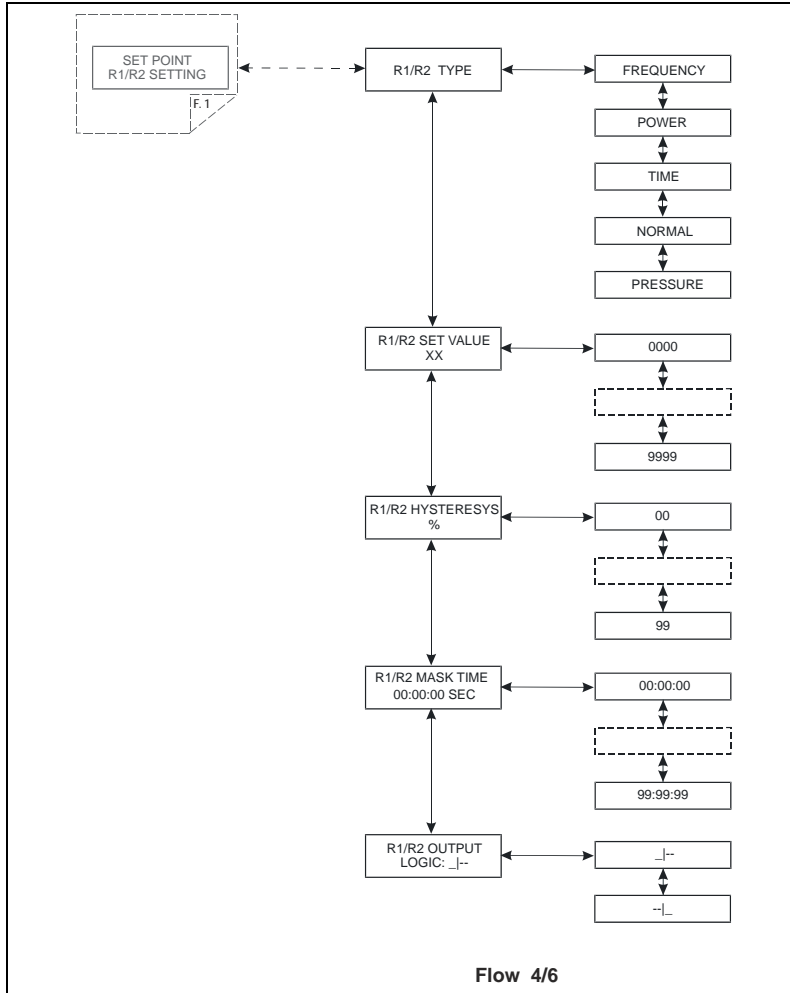 SET POINT
R1/R2 SETTING
F. 1
R1/R2 TYPE
FREQUENCY
POWER
TIME
NORMAL
PRESSURE
R1/R2 SET VALUE
XX
0000
9999
R1/R2 HYSTERESYS
%
00
99
R1/R2 MASK TIME
00:00:00 SEC
00:00:00
99:99:99
R1/R2 OUTPUT
LOGIC: _|--
_|--
--|_
Flow 4/6